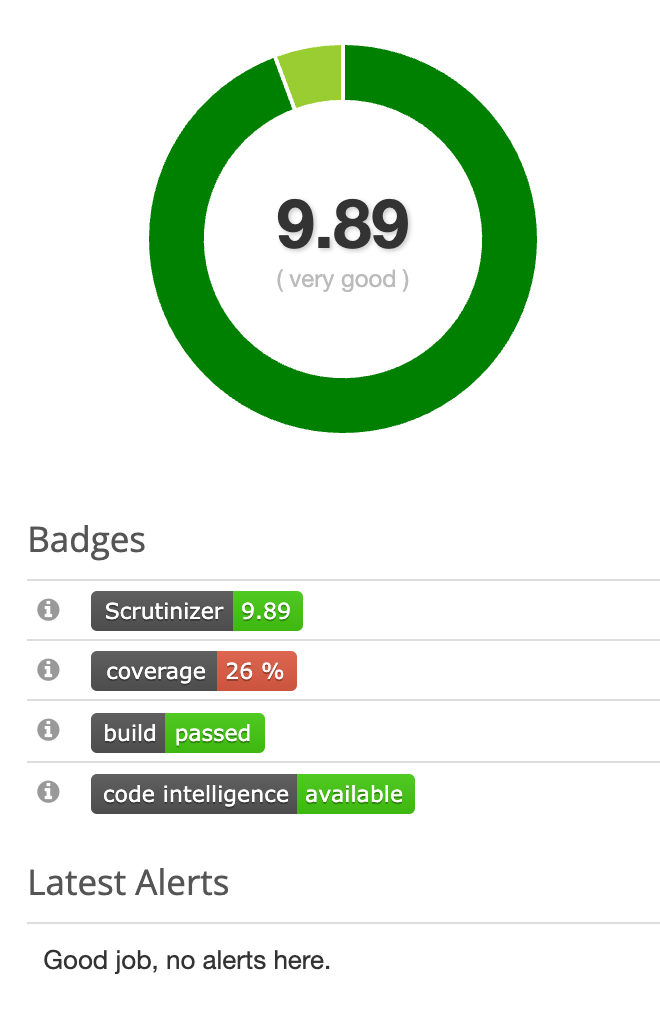 9.89
( very good )
Badges
Scrutinizer 9.89
coverage 26 %
build passed
code intelligence available
Latest Alerts
Good job, no alerts here.